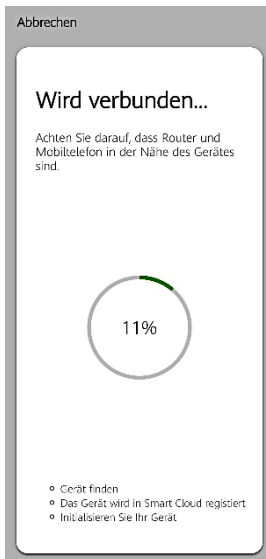 Abbrechen
Wird verbunden...
Achten Sie darauf, dass Router und
Mobiltelefon in der Nähe des Gerätes
sind.
11%
Gerät finden
Das Gerät wird in Smart Cloud registiert
Initialisieren Sie Ihr Gerät